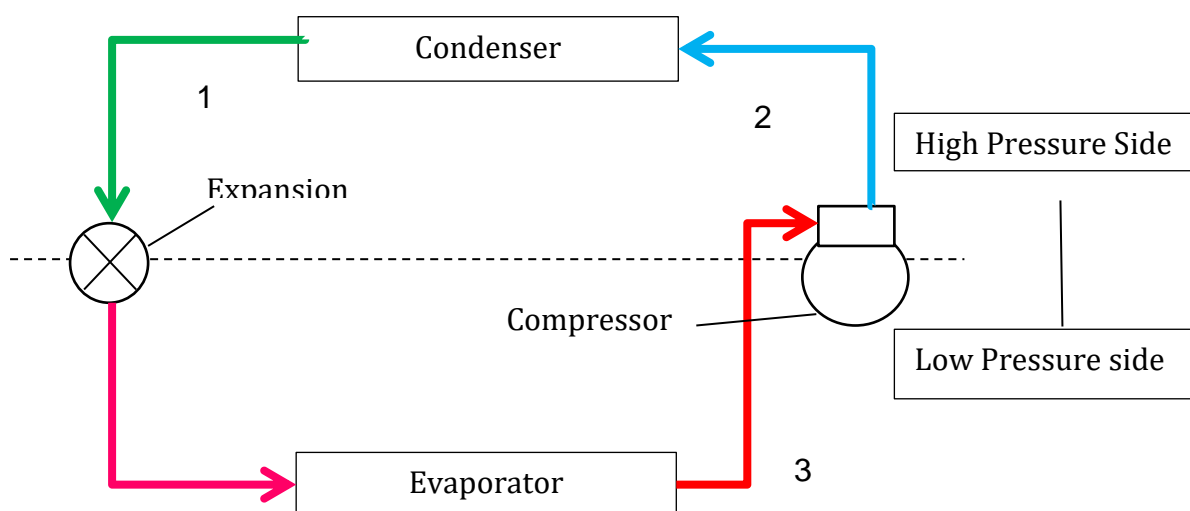 Condenser
1
2
High Pressure Side
Expansion
Compressor
Low Pressure side
Evaporator
3